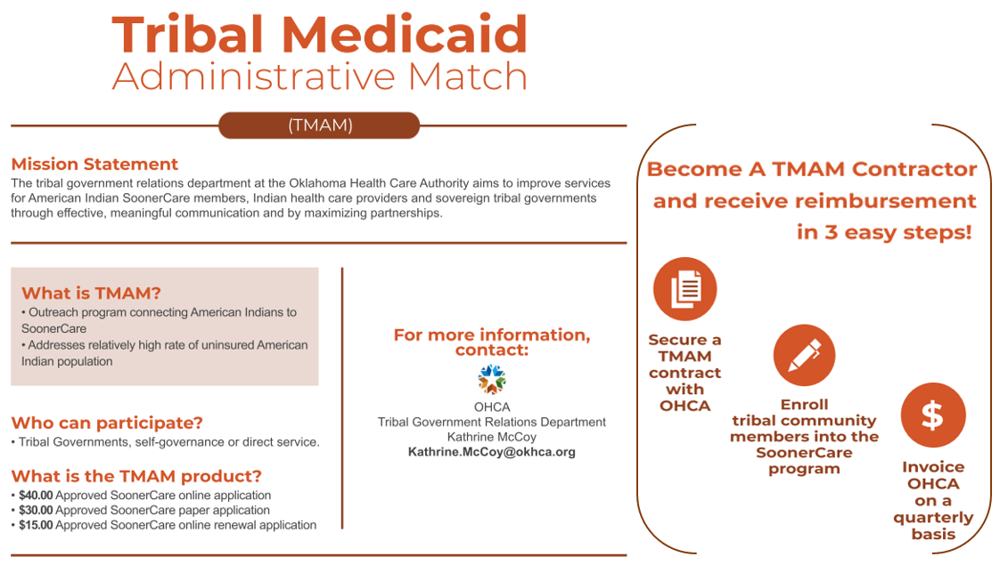 Tribal Medicaid
Administrative Match
(TMAM)
Mission Statement
The tribal government relations department at the Oklahoma Health Care Authority aims to improve services
for American Indian SoonerCare members, Indian health care providers and sovereign tribal governments
through effective, meaningful communication and by maximizing partnerships.
What is TMAM?
• Outreach program connecting American Indians to
SoonerCare
• Addresses relatively high rate of uninsured American
Indian population
Who can participate?
• Tribal Governments, self-governance or direct service.
What is the TMAM product?
• $40.00 Approved SoonerCare online application
• $30.00 Approved SoonerCare paper application
• $15.00 Approved SoonerCare online renewal application
For more information,
contact:
OHCA
Tribal Government Relations Department
Kathrine McCoy
Kathrine.McCoy@okhca.org
Become A TMAM Contractor
and receive reimbursement
in 3 easy steps!
Secure a
TMAM
contract
with
OHCA
Enroll
tribal community
members into the
SoonerCare
program
$
Invoice
OHCA
on a
quarterly
basis